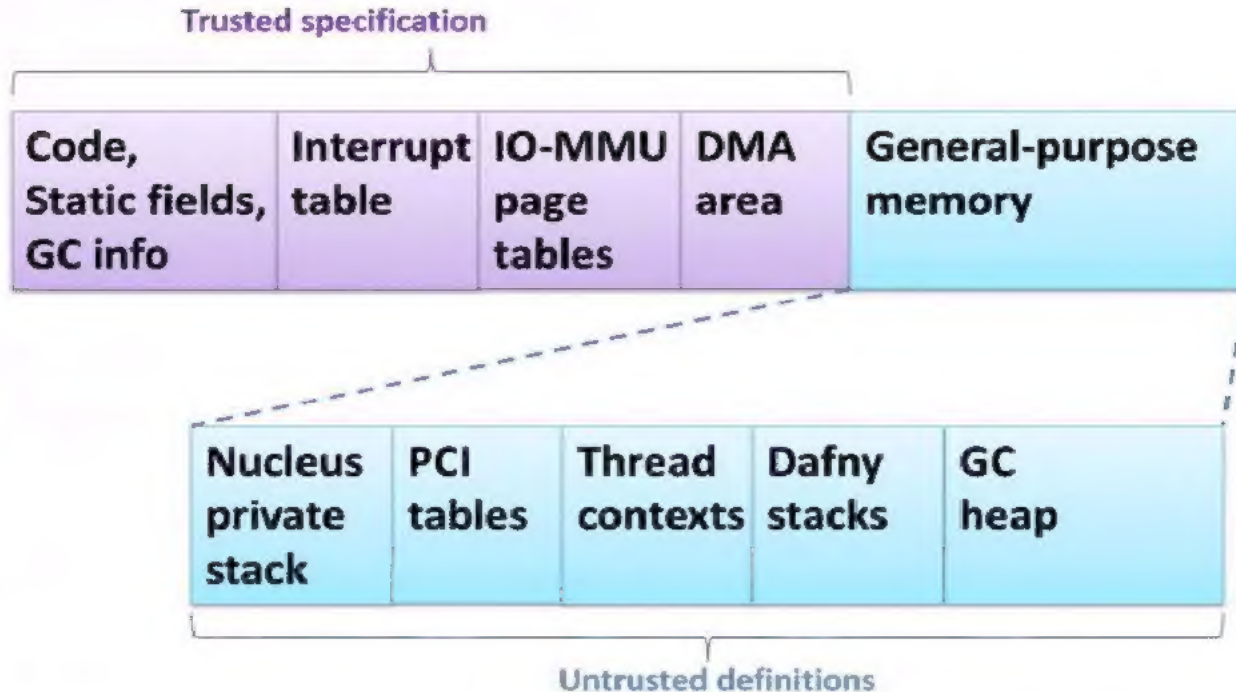 Trusted specification
Code,
Static fields,
GC info
Interrupt
table
IO-MMU
page
tables
DMA
area
General-purpose
memory
Nucleus
private
stack
PCI
tables
Thread
contexts
Dafny
stacks
GC
heap
Untrusted definitions